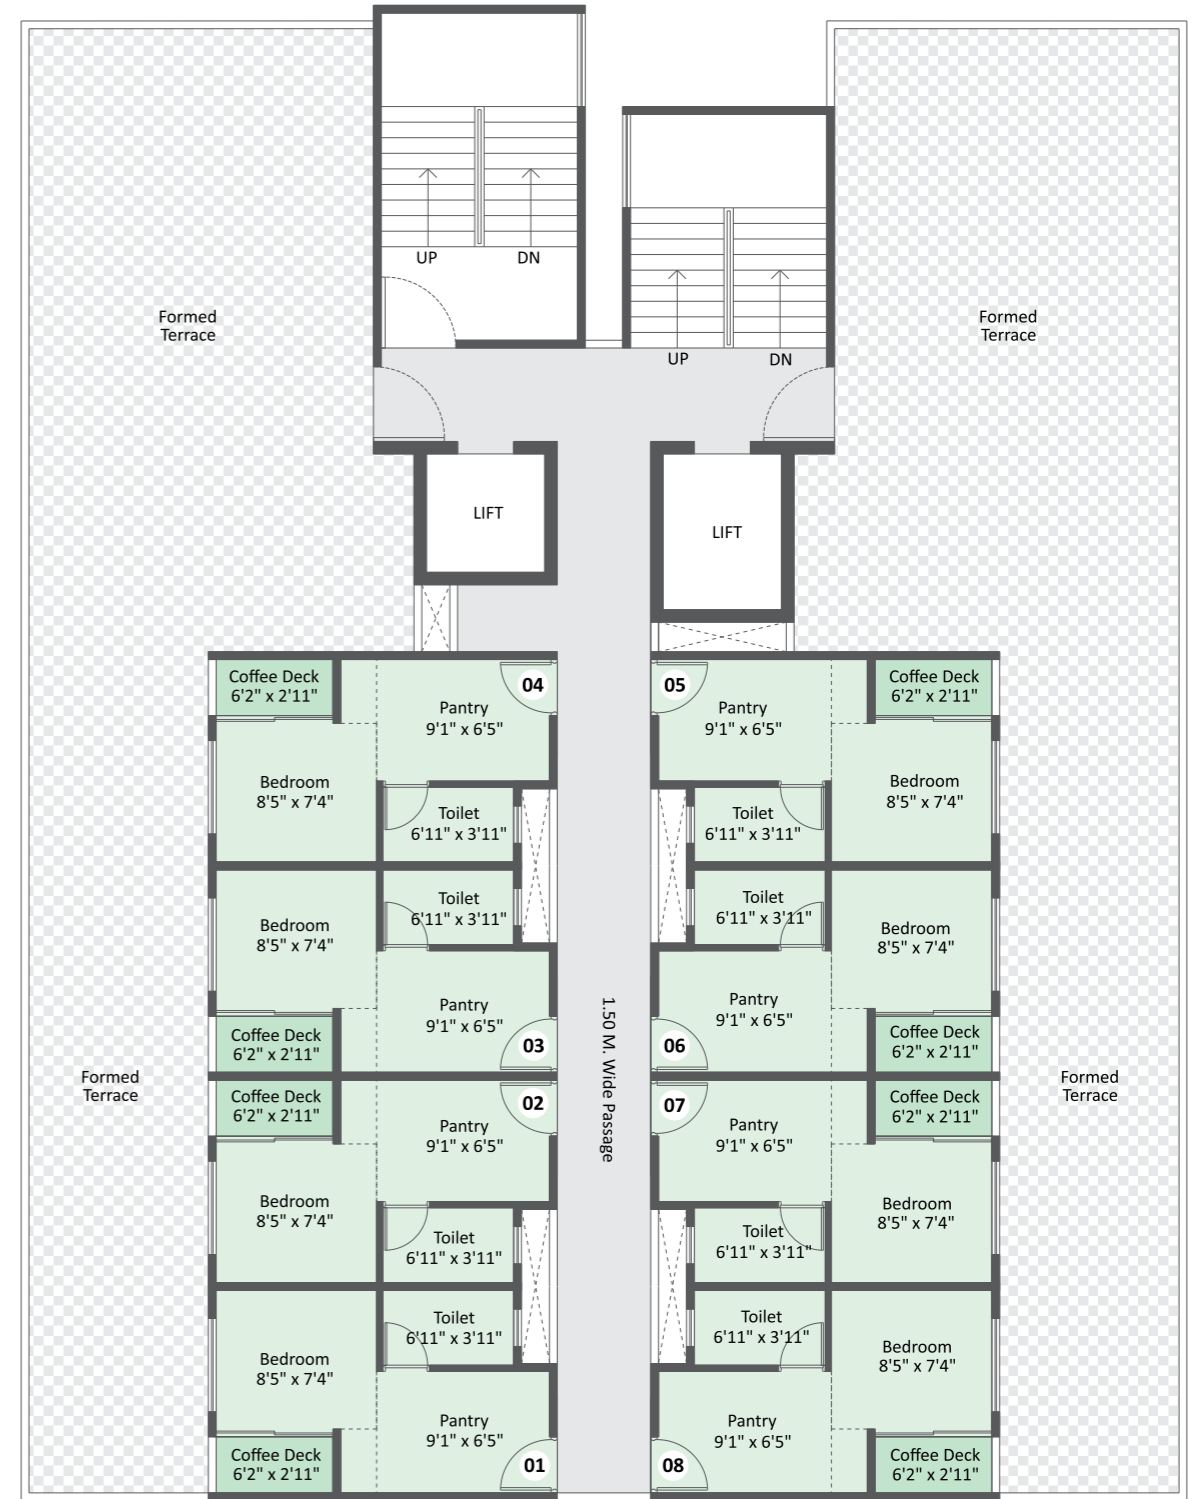 UP
DN
UP
DN
Formed
Terrace
Formed
Terrace
LIFT
LIFT
Coffee Deck
6'2" x 2'11"
Pantry
9'1" x 6'5"
04
05
Pantry
9'1" x 6'5"
Coffee Deck
6'2" x 2'11"
Bedroom
8'5" x 7'4"
Toilet
6'11" x 3'11"
Toilet
6'11" x 3'11"
Bedroom
8'5" x 7'4"
Bedroom
8'5" x 7'4"
Toilet
6'11" x 3'11"
Toilet
6'11" x 3'11"
Bedroom
8'5" x 7'4"
Coffee Deck
6'2" x 2'11"
Pantry
9'1" x 6'5"
03
1.50 M. Wide Passage
06
Pantry
9'1" x 6'5"
Coffee Deck
6'2" x 2'11"
Formed
Terrace
Formed
Terrace
Coffee Deck
6'2" x 2'11"
Pantry
9'1" x 6'5"
02
07
Pantry
9'1" x 6'5"
Coffee Deck
6'2" x 2'11"
Bedroom
8'5" x 7'4"
Toilet
6'11" x 3'11"
Toilet
6'11" x 3'11"
Bedroom
8'5" x 7'4"
Bedroom
8'5" x 7'4"
Toilet
6'11" x 3'11"
Toilet
6'11" x 3'11"
Bedroom
8'5" x 7'4"
Coffee Deck
6'2" x 2'11"
Pantry
9'1" x 6'5"
01
08
Pantry
9'1" x 6'5"
Coffee Deck
6'2" x 2'11"